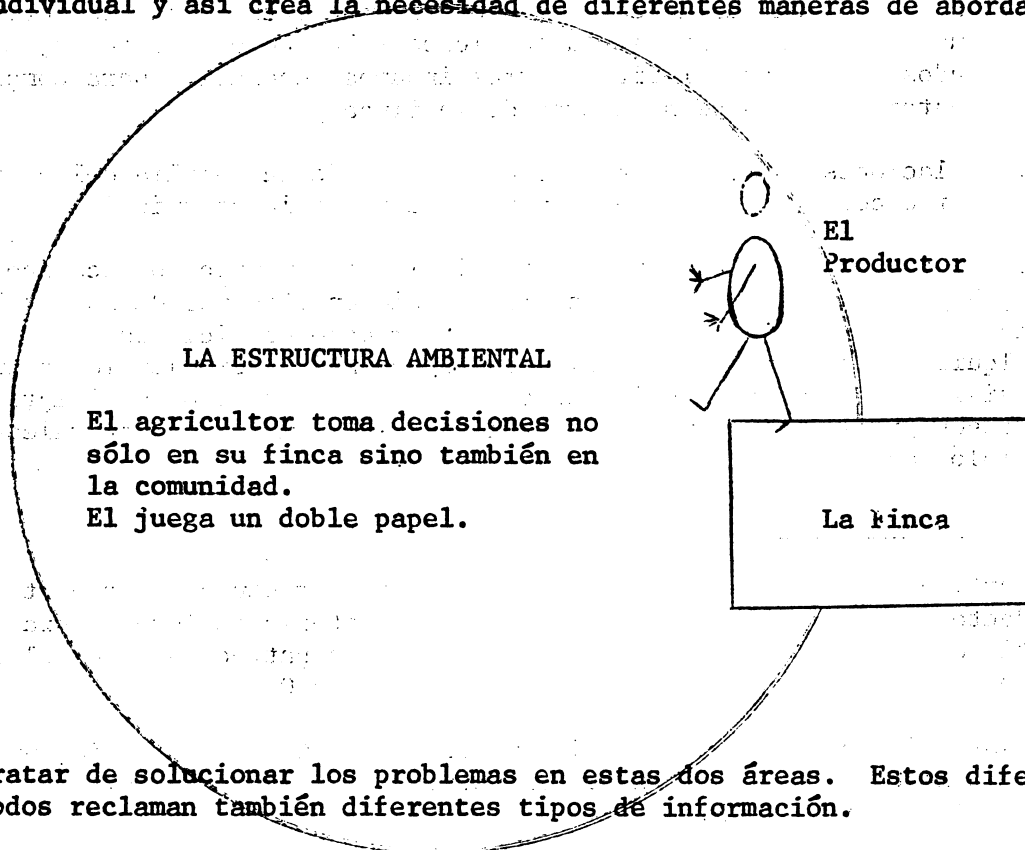 ndividual y así crea la necesidad de diferentes maneras de aborda
El
Productor
LA ESTRUCTURA AMBIENTAL
El agricultor toma decisiones no
sólo en su finca sino también en
la comunidad.
El juega un doble papel.
La Finca
ratar de solucionar los problemas en estas dos áreas. Estos dife
odos reclaman también diferentes tipos de información.